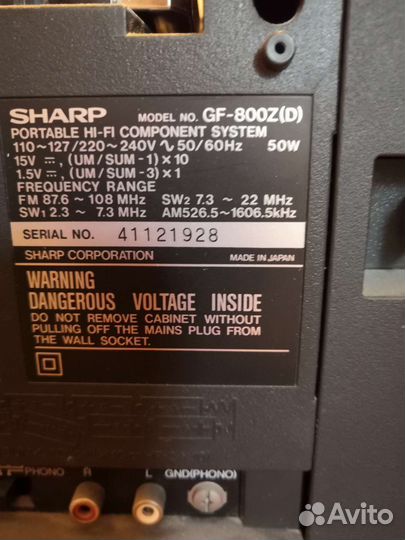 SHARP MODEL NO. GF-800Z(D)
PORTABLE HI-FI COMPONENT SYSTEM
110~127/220~240V ∿ 50/60Hz 50W
15V ⎓, (UM/SUM-1) × 10
1.5V ⎓, (UM/SUM-3) × 1
FREQUENCY RANGE
FM 87.6 ~ 108 MHz SW2 7.3 ~ 22 MHz
SW1 2.3 ~ 7.3 MHz AM526.5~1606.5kHz
SERIAL NO. 41121928
SHARP CORPORATION MADE IN JAPAN
WARNING
DANGEROUS VOLTAGE INSIDE
DO NOT REMOVE CABINET WITHOUT
PULLING OFF THE MAINS PLUG FROM
THE WALL SOCKET.
PHONO R L GND(PHONO)
Avito